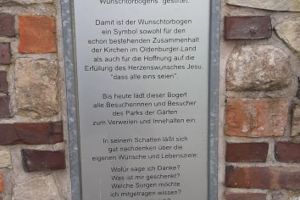 Wunschtorbogens" gestiftet.
Damit ist der Wunschtorbogen
ein Symbol sowohl für den
schon bestehenden Zusammenhalt
der Kirchen im Oldenburger Land
als auch für die Hoffnung auf die
Erfüllung des Herzenswunsches Jesu
"dass alle eins seien".
Bis heute lädt dieser Bogen
alle Besucherinnen und Besucher
des Parks der Gärten
zum Verweilen und Innehalten ein.
In seinem Schatten läßt sich
gut nachdenken über die
eigenen Wünsche und Lebensziele:
Wofür sage ich Danke?
Was ist mir geschenkt?
Welche Sorgen möchte
ich mitgetragen wissen?